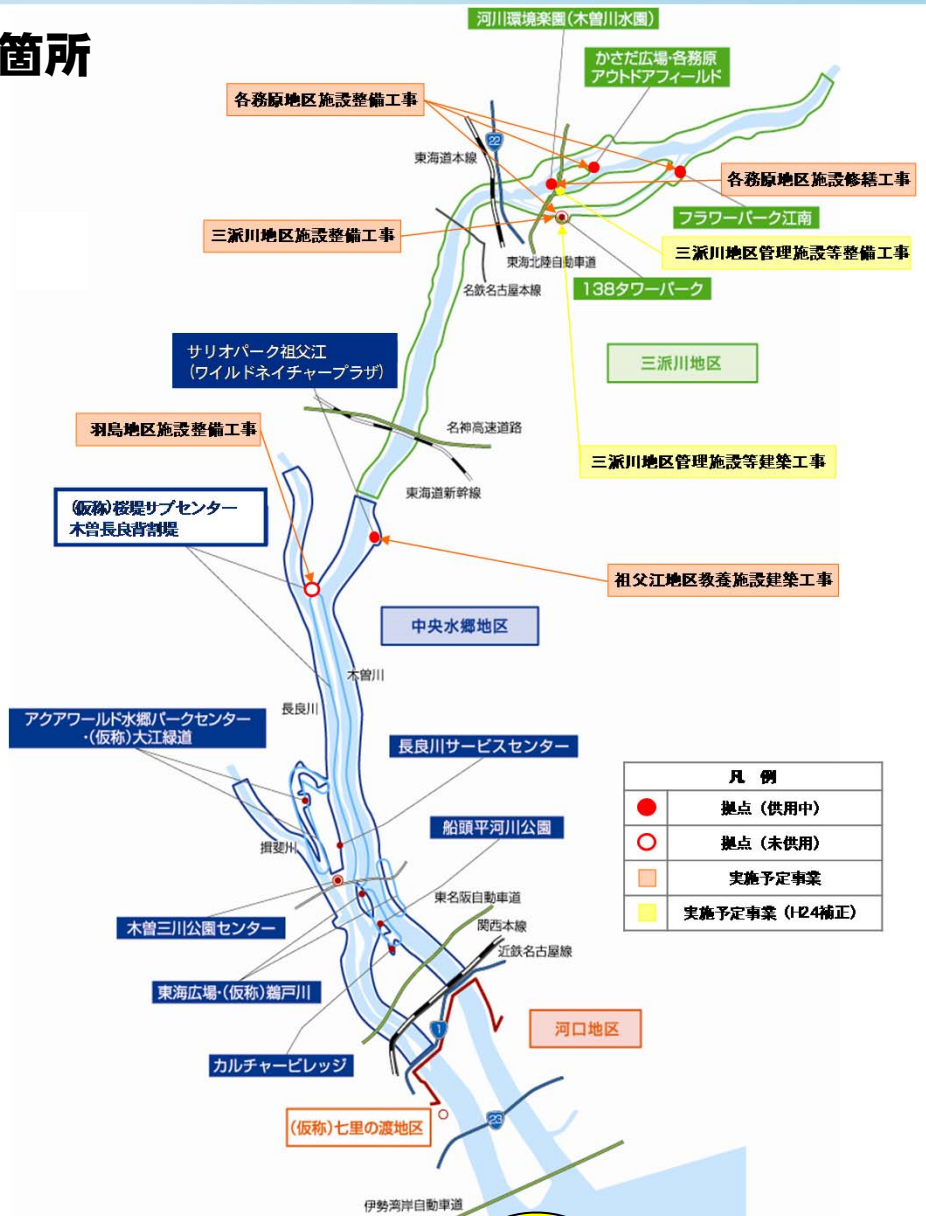 箇所
河川環境楽園(木曽川水園)
かさだ広場・各務原
アウトドアフィールド
各務原地区施設整備工事
22
東海道本線
各務原地区施設修繕工事
フラワーパーク江南
三派川地区施設整備工事
三派川地区管理施設等整備工事
東海北陸自動車道
名鉄名古屋本線
138タワーパーク
サリオパーク祖父江
(ワイルドネイチャープラザ)
三派川地区
羽島地区施設整備工事
名神高速道路
三派川地区管理施設等建築工事
東海道新幹線
(仮称)桜堤サブセンター
木曽長良背割堤
祖父江地区教養施設建築工事
中央水郷地区
木曽川
長良川
アクアワールド水郷パークセンター
・(仮称)大江緑道
長良川サービスセンター
凡 例
拠点（供用中）
拠点（未供用）
実施予定事業
実施予定事業（H24補正）
船頭平河川公園
揖斐川
東名阪自動車道
木曽三川公園センター
関西本線
近鉄名古屋線
東海広場・(仮称)鵜戸川
1
河口地区
カルチャービレッジ
23
(仮称)七里の渡地区
伊勢湾岸自動車道